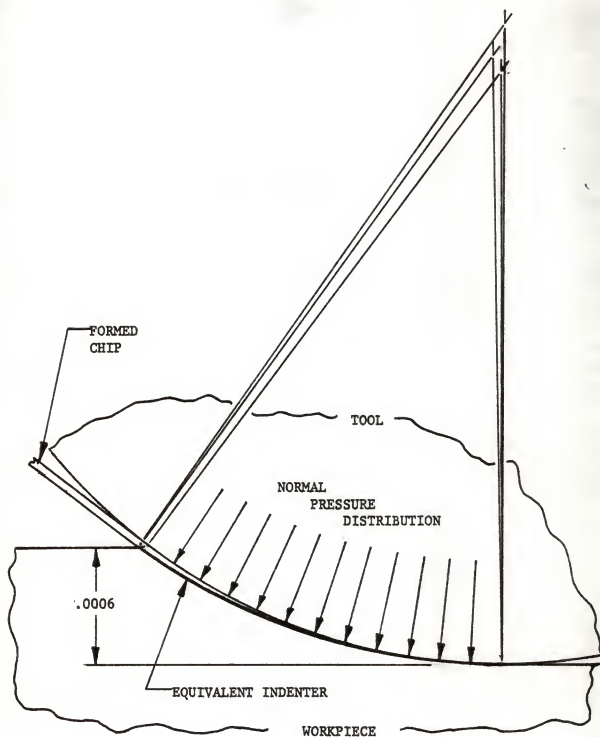 FORMED
CHIP
TOOL
NORMAL
PRESSURE
DISTRIBUTION
.0006
EQUIVALENT INDENTER
WORKPIECE